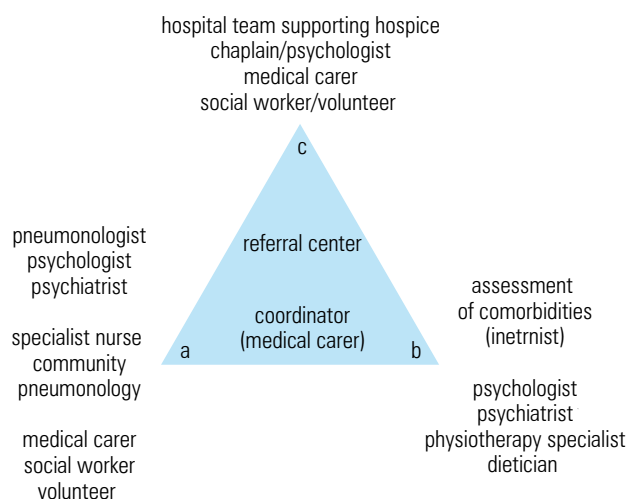 hospital team supporting hospice
chaplain/psychologist
medical carer
social worker/volunteer
c
referral center
coordinator
(medical carer)
a
b
pneumonologist
psychologist
psychiatrist
specialist nurse
community
pneumonology
medical carer
social worker
volunteer
assessment
of comorbidities
(inetrnist)
psychologist
psychiatrist
physiotherapy specialist
dietician